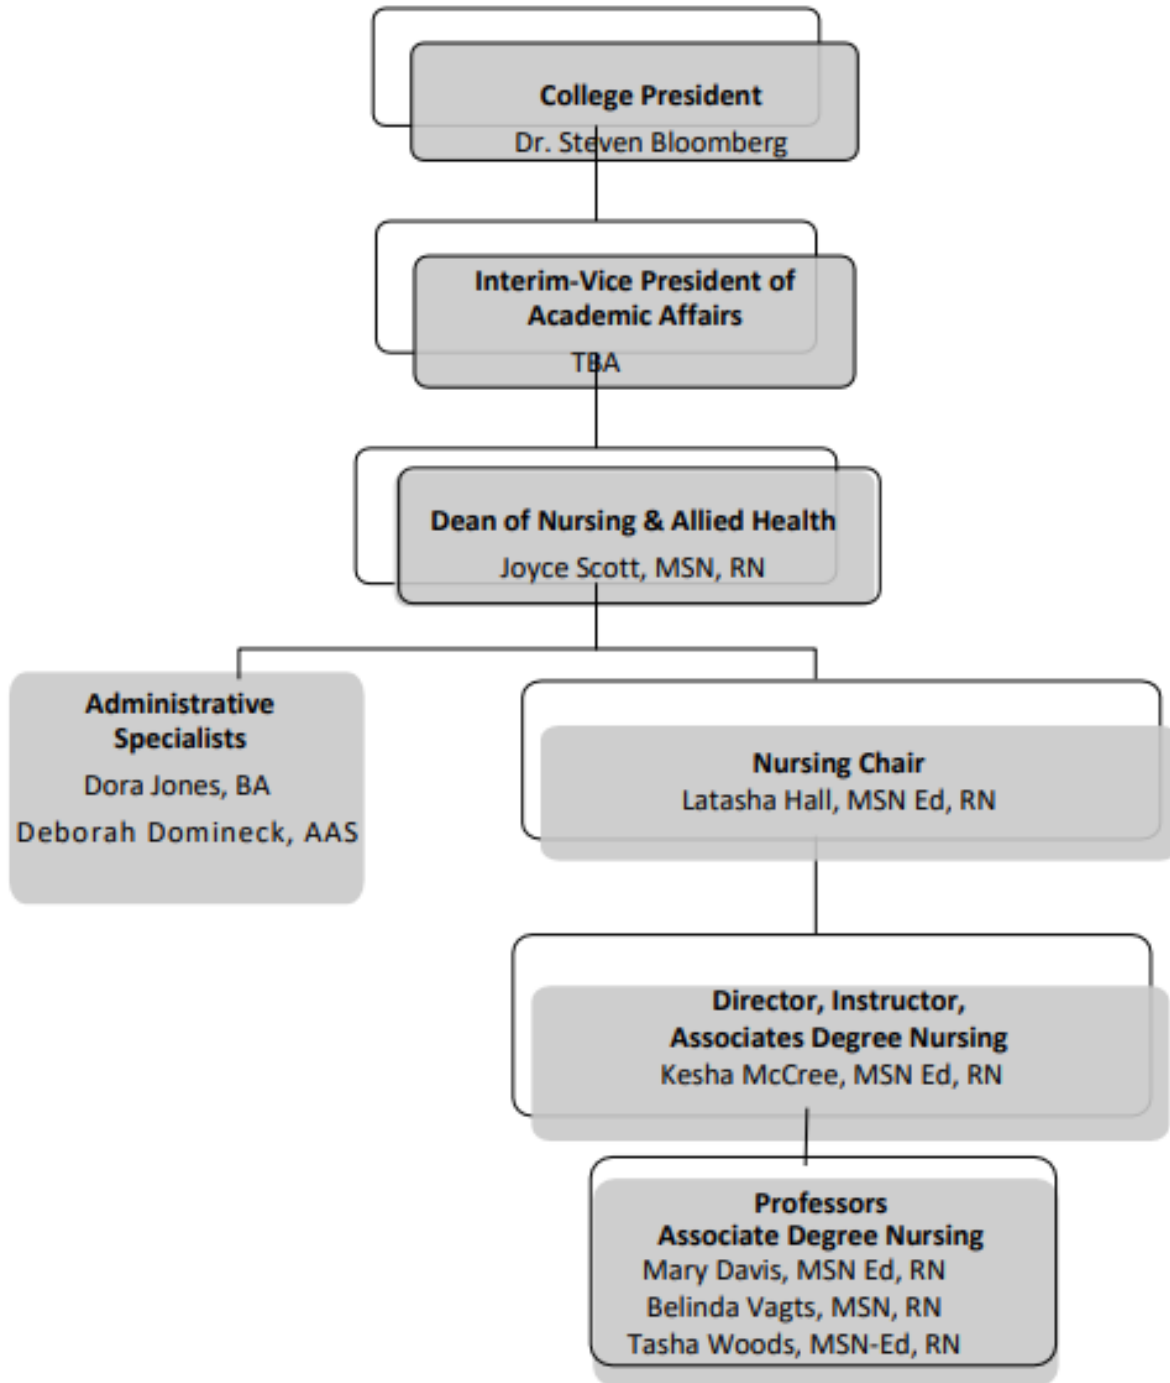 College President
Dr. Steven Bloomberg
Interim-Vice President of
Academic Affairs
TBA
Dean of Nursing & Allied Health
Joyce Scott, MSN, RN
Administrative
Specialists
Dora Jones, BA
Deborah Domineck, AAS
Nursing Chair
Latasha Hall, MSN Ed, RN
Director, Instructor,
Associates Degree Nursing
Kesha McCree, MSN Ed, RN
Professors
Associate Degree Nursing
Mary Davis, MSN Ed, RN
Belinda Vagts, MSN, RN
Tasha Woods, MSN-Ed, RN